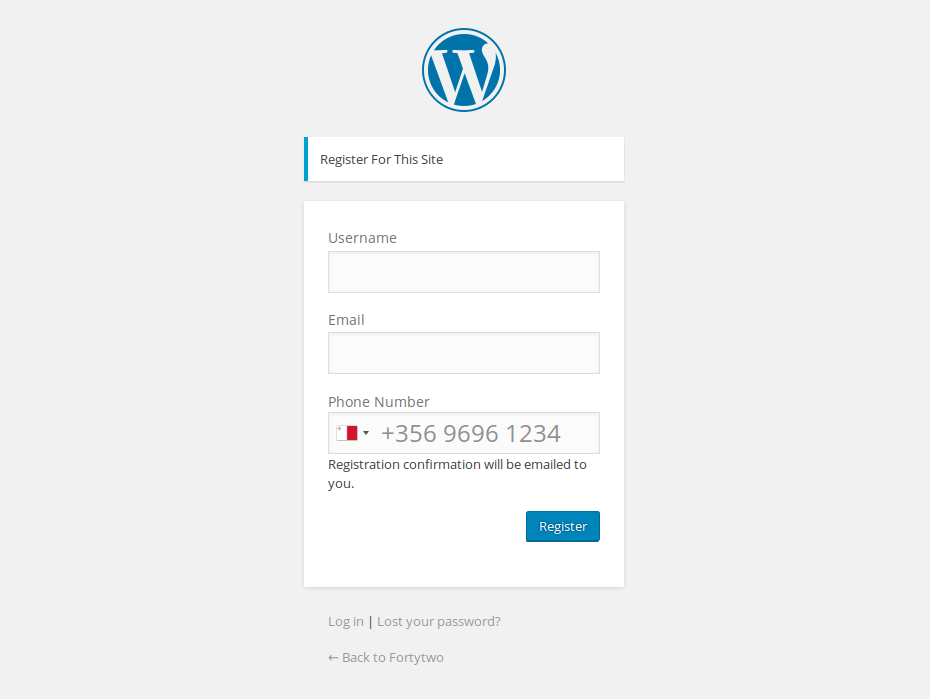 Register For This Site
Username
Email
Phone Number
+356 9696 1234
Registration confirmation will be emailed to
you.
Register
Log in | Lost your password?
← Back to Fortytwo